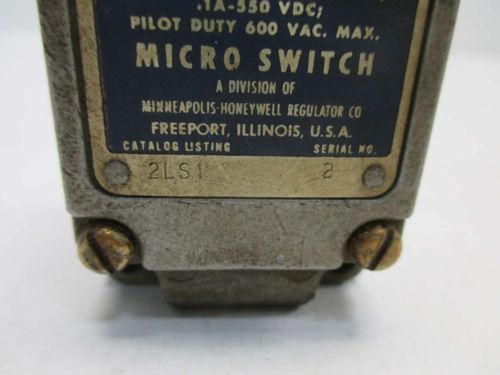 .1A-550 VDC;
PILOT DUTY 600 VAC. MAX.
MICRO SWITCH
A DIVISION OF
MINNEAPOLIS-HONEYWELL REGULATOR CO
FREEPORT, ILLINOIS, U.S.A.
CATALOG LISTING SERIAL NO.
2LS1 2